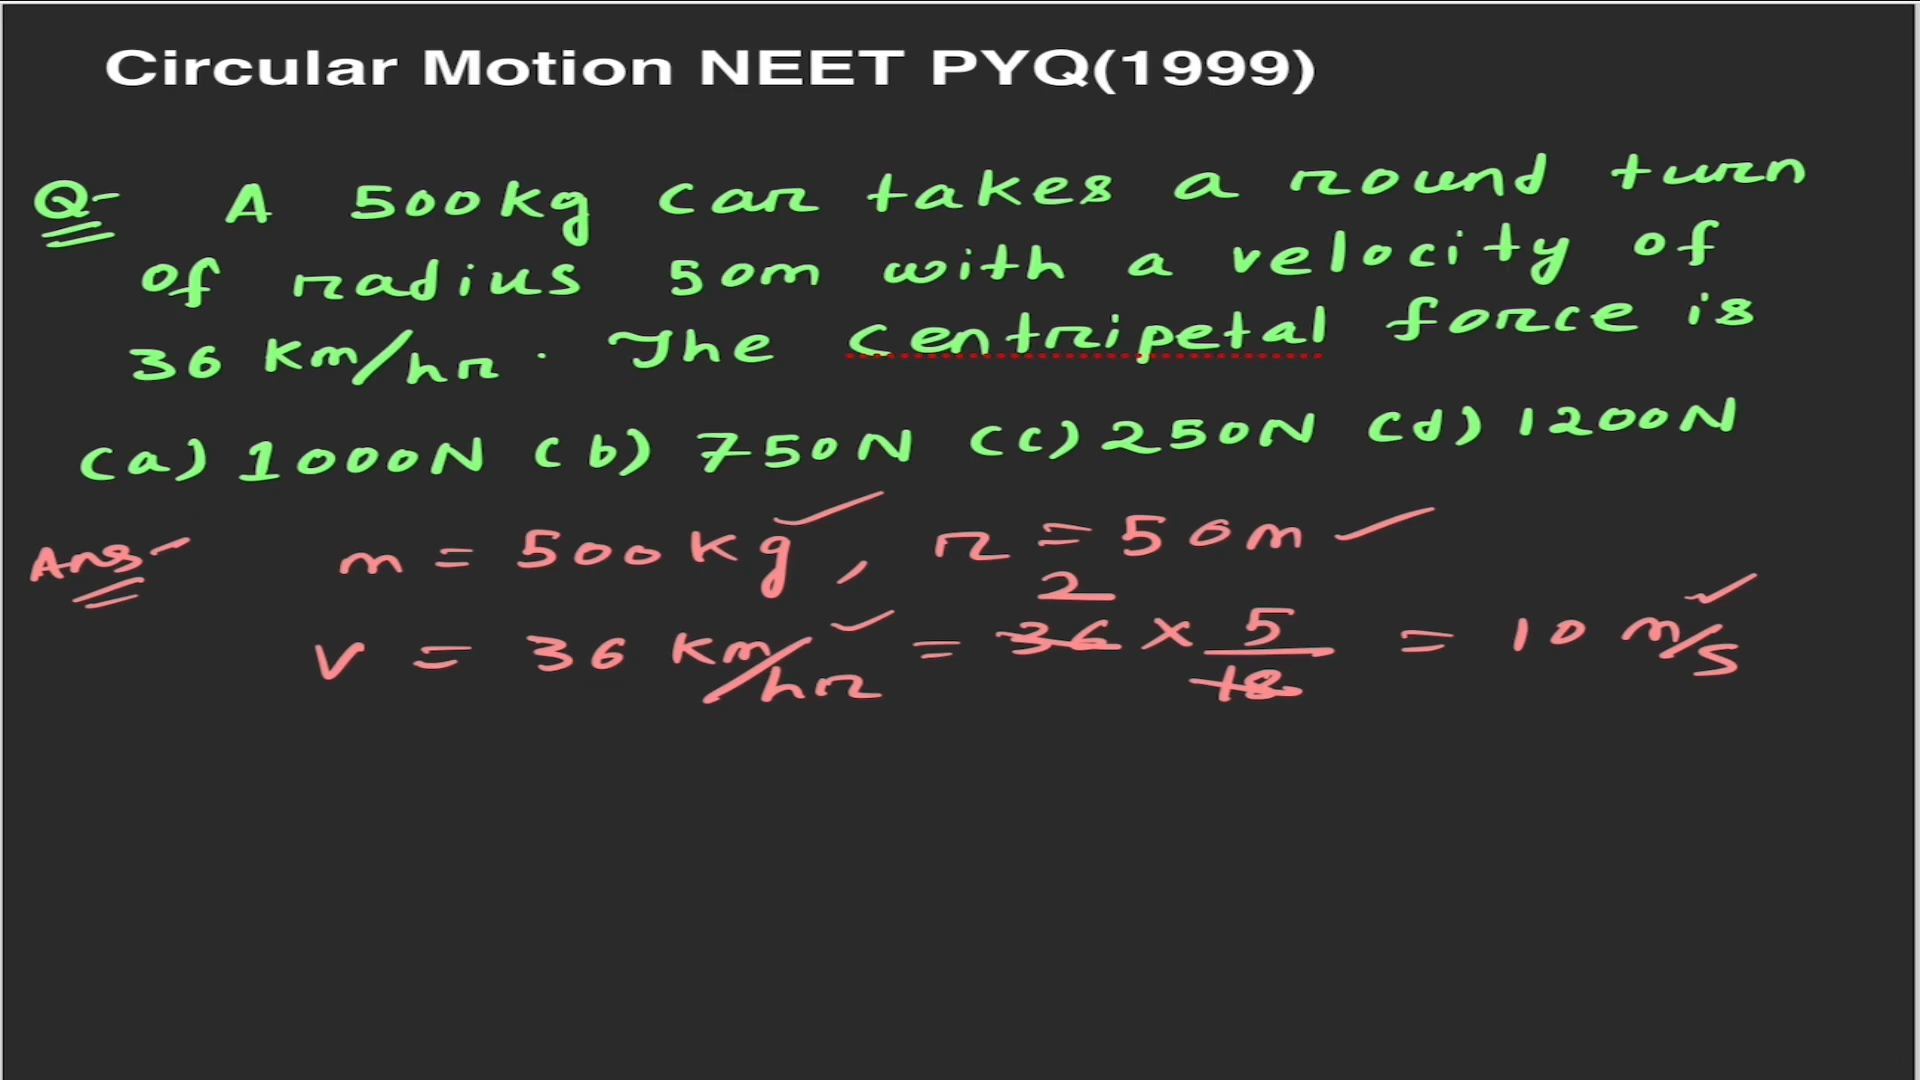 Circular Motion NEET PYQ(1999)
Q- A 500kg car takes a round turn
of radius 50m with a velocity of
36 Km/hr. The centripetal force is
(a) 1000N (b) 750N (c) 250N (d) 1200N
Ans- m = 500kg ✓, r = 50m ✓
2
v = 36 Km/hr ✓ = 36 × 5/18 = 10 m/s ✓